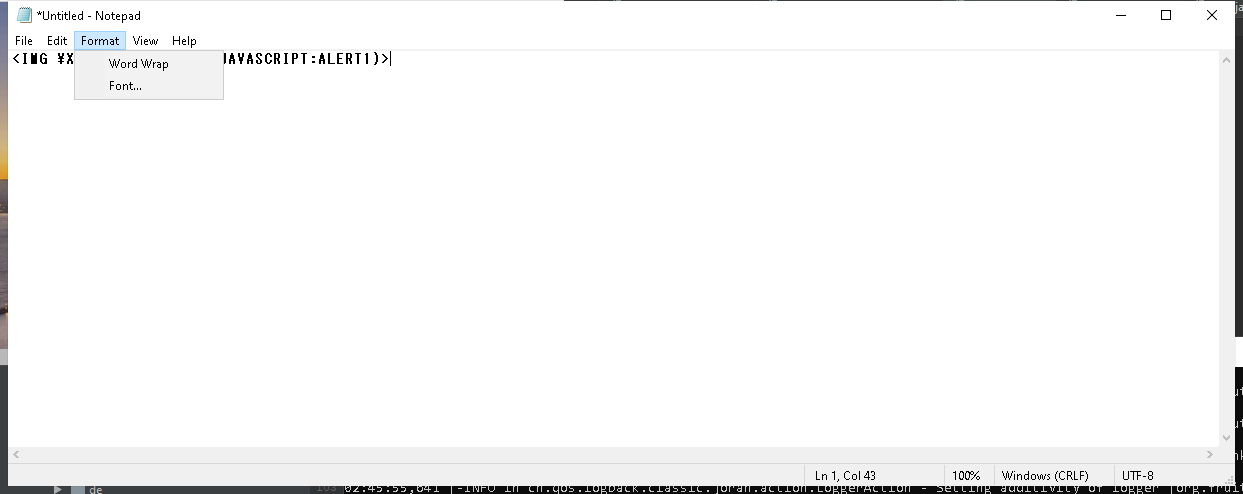 *Untitled - Notepad
File Edit Format View Help
<IMG ¥X JAVASCRIPT:ALERT1)>
Word Wrap
Font...
Ln 1, Col 43 100% Windows (CRLF) UTF-8
de 02:45:55,641 |-INFO in ch.qos.logback.classic.joran.action.LoggerAction - Setting additivity of logger [org.fruit